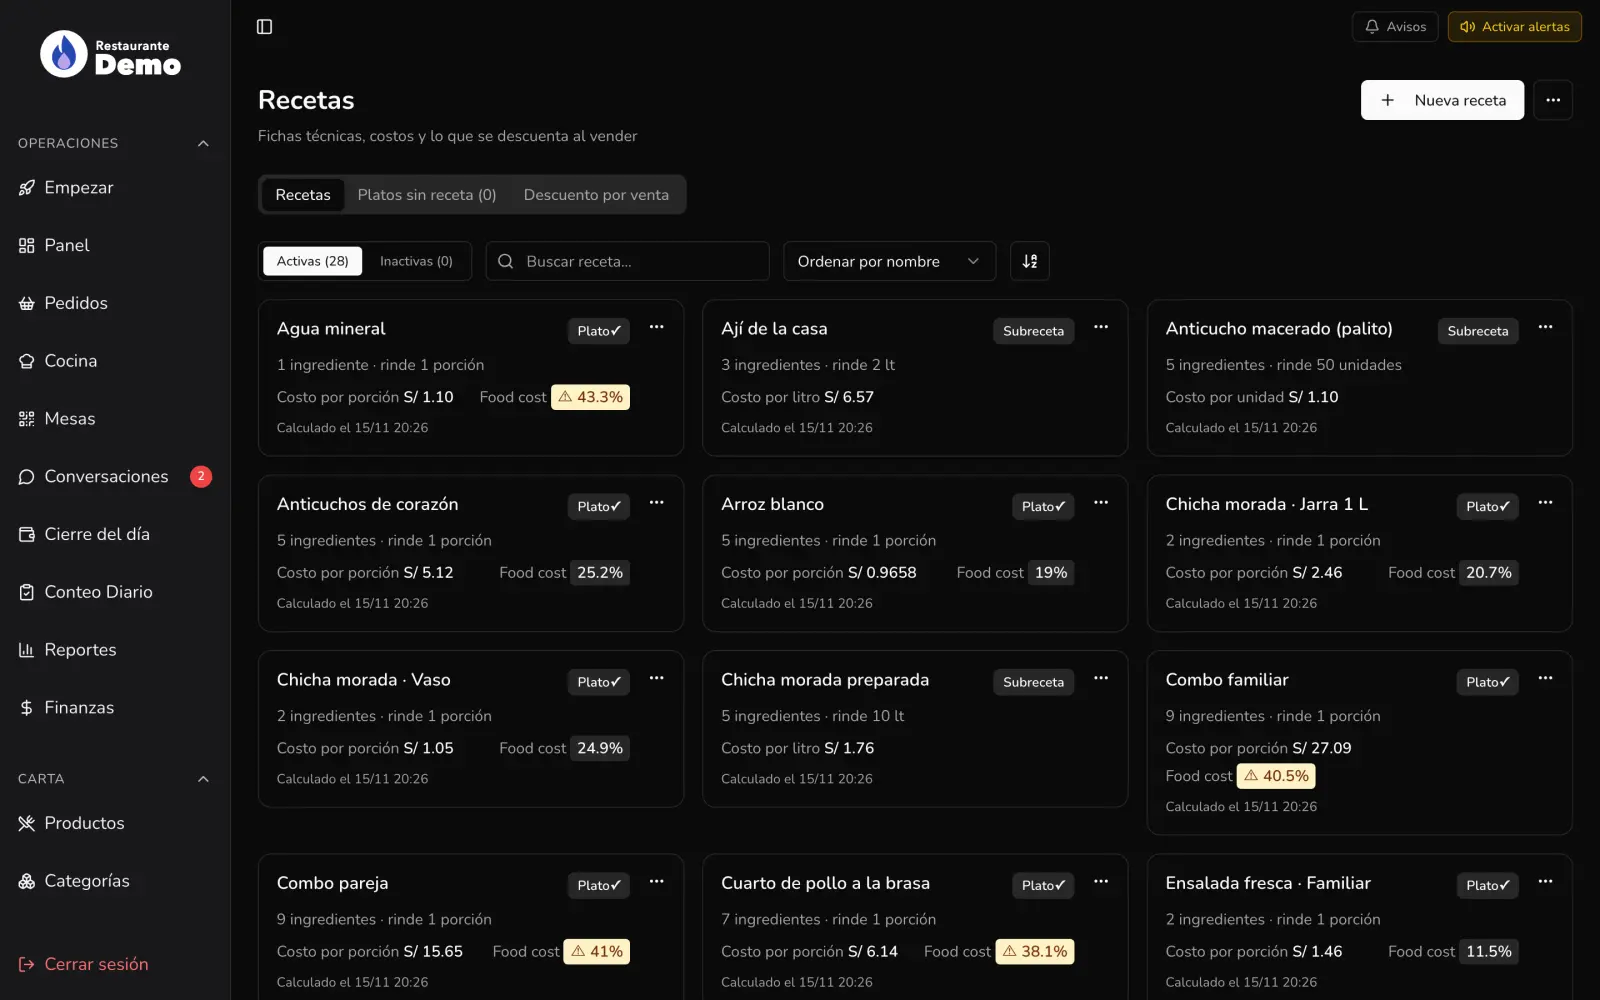 Restaurante
Demo
OPERACIONES
Empezar
Panel
Pedidos
Cocina
Mesas
Conversaciones 2
Cierre del día
Conteo Diario
Reportes
Finanzas
CARTA
Productos
Categorías
Cerrar sesión
Avisos
Activar alertas
Recetas
Fichas técnicas, costos y lo que se descuenta al vender
+ Nueva receta
Recetas Platos sin receta (0) Descuento por venta
Activas (28) Inactivas (0) Buscar receta... Ordenar por nombre
Agua mineral Plato✓
1 ingrediente · rinde 1 porción
Costo por porción S/ 1.10 Food cost ⚠ 43.3%
Calculado el 15/11 20:26
Ají de la casa Subreceta
3 ingredientes · rinde 2 lt
Costo por litro S/ 6.57
Calculado el 15/11 20:26
Anticucho macerado (palito) Subreceta
5 ingredientes · rinde 50 unidades
Costo por unidad S/ 1.10
Calculado el 15/11 20:26
Anticuchos de corazón Plato✓
5 ingredientes · rinde 1 porción
Costo por porción S/ 5.12 Food cost 25.2%
Calculado el 15/11 20:26
Arroz blanco Plato✓
5 ingredientes · rinde 1 porción
Costo por porción S/ 0.9658 Food cost 19%
Calculado el 15/11 20:26
Chicha morada · Jarra 1 L Plato✓
2 ingredientes · rinde 1 porción
Costo por porción S/ 2.46 Food cost 20.7%
Calculado el 15/11 20:26
Chicha morada · Vaso Plato✓
2 ingredientes · rinde 1 porción
Costo por porción S/ 1.05 Food cost 24.9%
Calculado el 15/11 20:26
Chicha morada preparada Subreceta
5 ingredientes · rinde 10 lt
Costo por litro S/ 1.76
Calculado el 15/11 20:26
Combo familiar Plato✓
9 ingredientes · rinde 1 porción
Costo por porción S/ 27.09
Food cost ⚠ 40.5%
Calculado el 15/11 20:26
Combo pareja Plato✓
9 ingredientes · rinde 1 porción
Costo por porción S/ 15.65 Food cost ⚠ 41%
Calculado el 15/11 20:26
Cuarto de pollo a la brasa Plato✓
7 ingredientes · rinde 1 porción
Costo por porción S/ 6.14 Food cost ⚠ 38.1%
Calculado el 15/11 20:26
Ensalada fresca · Familiar Plato✓
2 ingredientes · rinde 1 porción
Costo por porción S/ 1.46 Food cost 11.5%
Calculado el 15/11 20:26